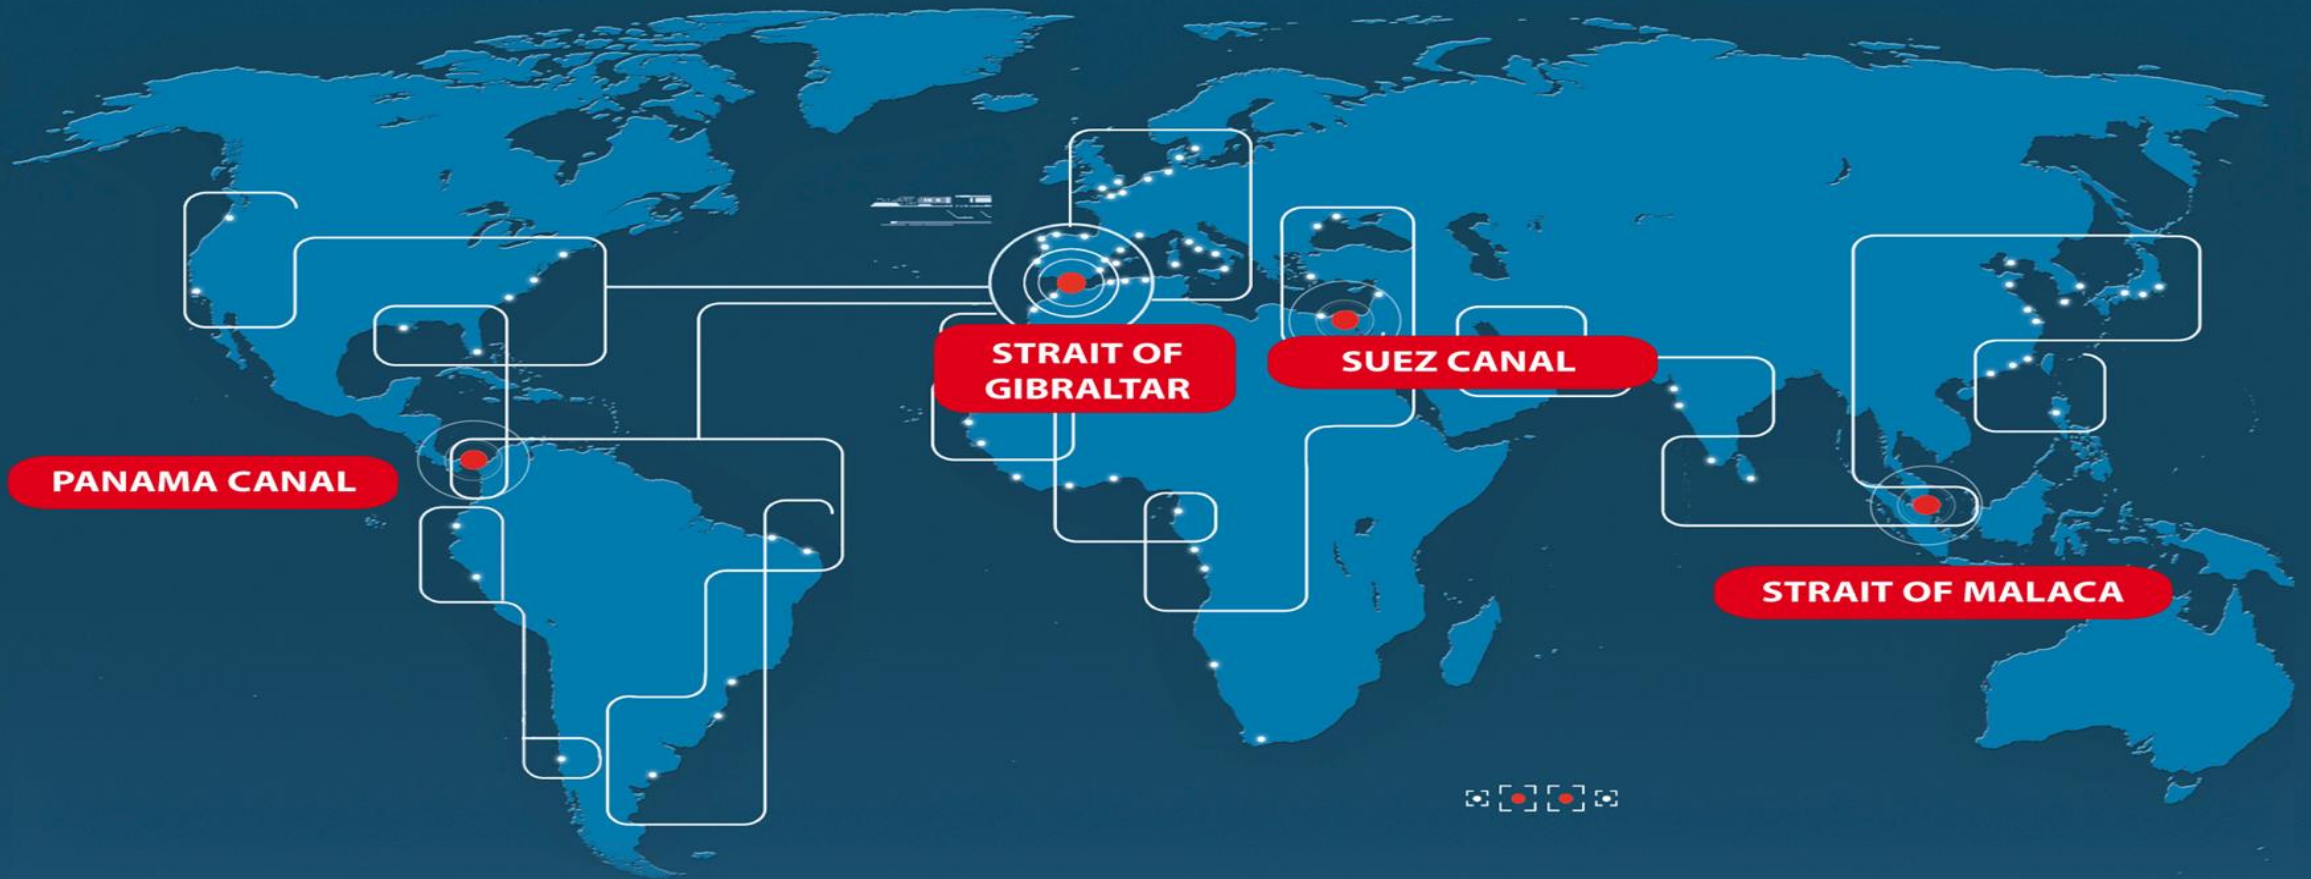 STRAIT OF
GIBRALTAR
SUEZ CANAL
PANAMA CANAL
STRAIT OF MALACA